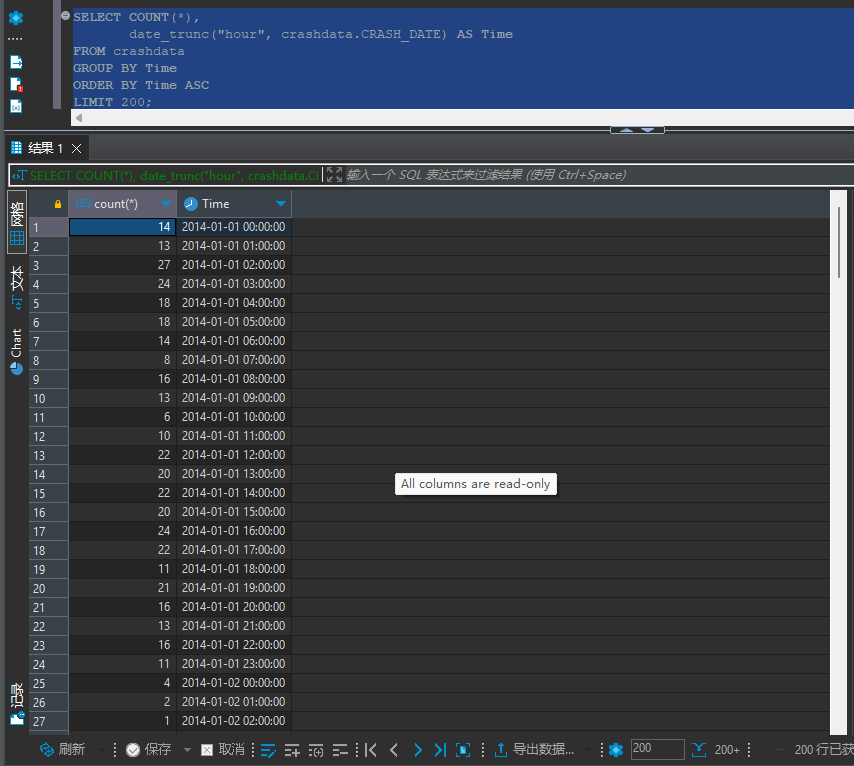 SELECT COUNT(*),
date_trunc("hour", crashdata.CRASH_DATE) AS Time
FROM crashdata
GROUP BY Time
ORDER BY Time ASC
LIMIT 200;
结果 1
SELECT COUNT(*), date_trunc("hour", crashdata.C 输入一个 SQL 表达式来过滤结果 (使用 Ctrl+Space)
网格
文本
Chart
记录
123 count(*) Time
1 14 2014-01-01 00:00:00
2 13 2014-01-01 01:00:00
3 27 2014-01-01 02:00:00
4 24 2014-01-01 03:00:00
5 18 2014-01-01 04:00:00
6 18 2014-01-01 05:00:00
7 14 2014-01-01 06:00:00
8 8 2014-01-01 07:00:00
9 16 2014-01-01 08:00:00
10 13 2014-01-01 09:00:00
11 6 2014-01-01 10:00:00
12 10 2014-01-01 11:00:00
13 22 2014-01-01 12:00:00
14 20 2014-01-01 13:00:00
All columns are read-only
15 22 2014-01-01 14:00:00
16 20 2014-01-01 15:00:00
17 24 2014-01-01 16:00:00
18 22 2014-01-01 17:00:00
19 11 2014-01-01 18:00:00
20 21 2014-01-01 19:00:00
21 16 2014-01-01 20:00:00
22 13 2014-01-01 21:00:00
23 16 2014-01-01 22:00:00
24 11 2014-01-01 23:00:00
25 4 2014-01-02 00:00:00
26 2 2014-01-02 01:00:00
27 1 2014-01-02 02:00:00
刷新 保存 取消 导出数据... 200 200+ 200 行已获